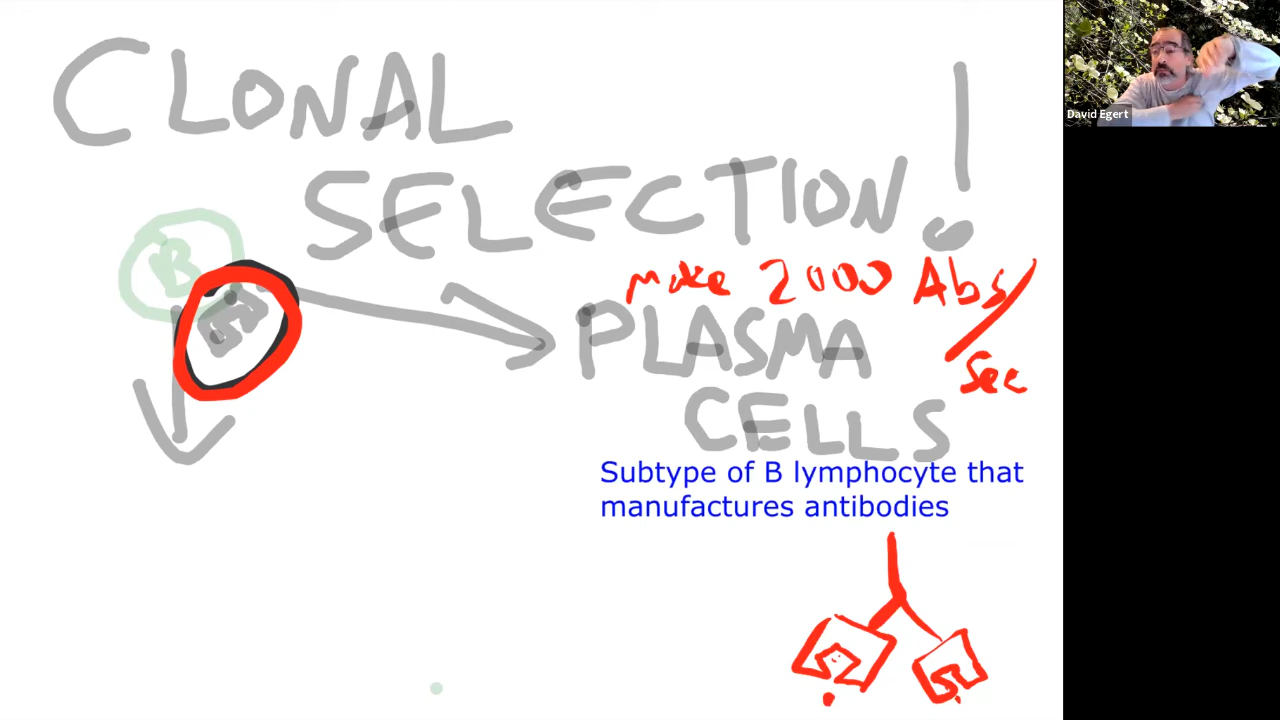 CLONAL
SELECTION!
B
make 2000 Abs/
sec
PLASMA
CELLS
Subtype of B lymphocyte that
manufactures antibodies
David Egert